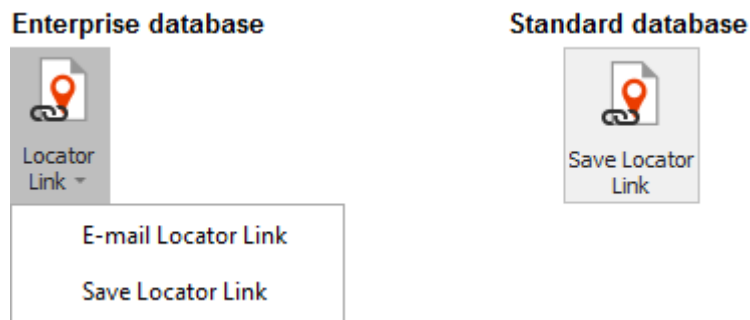 Enterprise database
Locator
Link
E-mail Locator Link
Save Locator Link
Standard database
Save Locator
Link